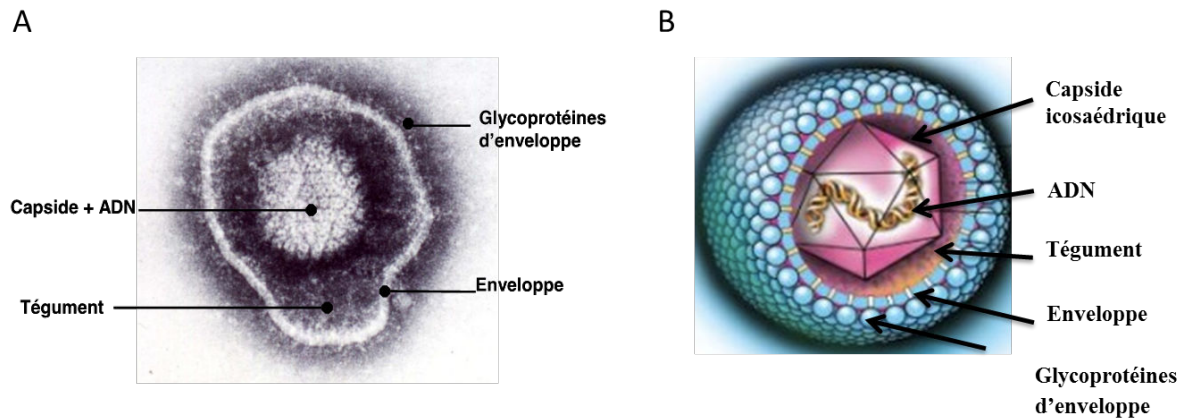 A
Glycoprotéines
d’enveloppe
Capside + ADN
Enveloppe
Tégument
B
Capside
icosaédrique
ADN
Tégument
Enveloppe
Glycoprotéines
d’enveloppe